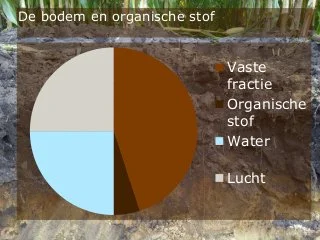 De bodem en organische stof
Vaste
fractie
Organische
stof
Water
Lucht